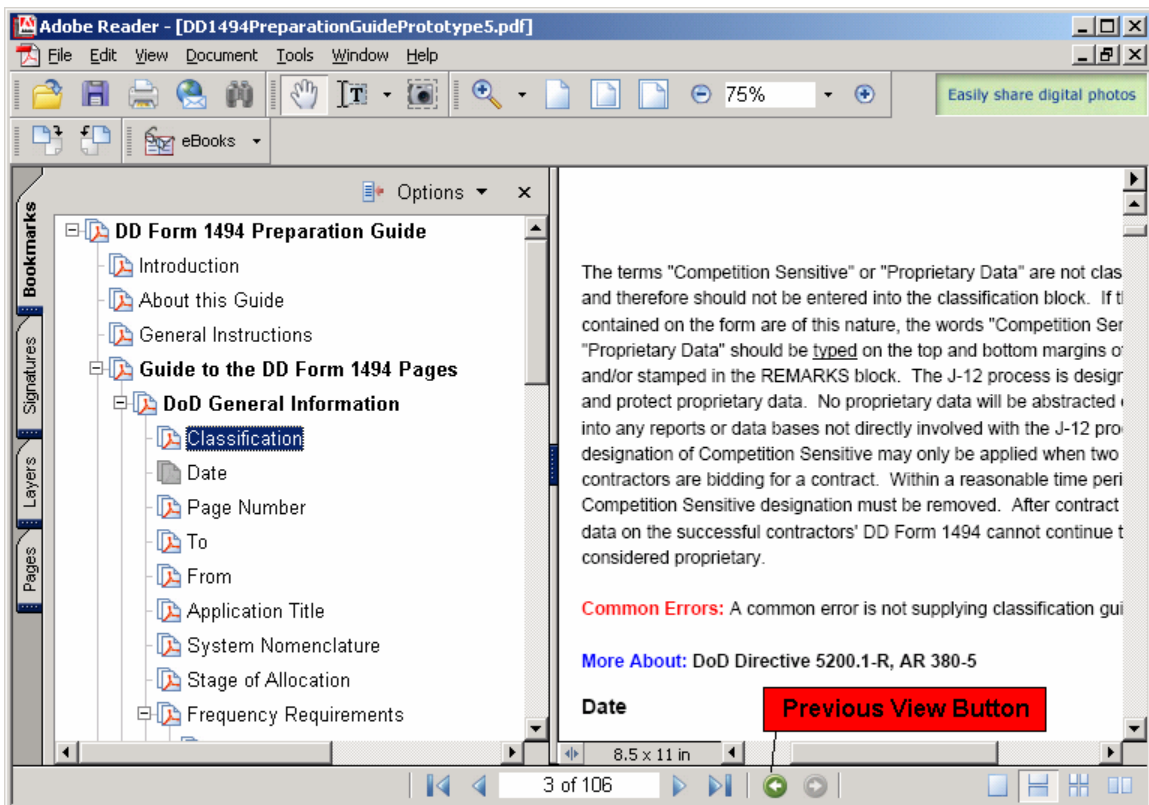 Adobe Reader - [DD1494PreparationGuidePrototype5.pdf]
File Edit View Document Tools Window Help
75%
Easily share digital photos
eBooks
Options
Bookmarks
Signatures
Layers
Pages
DD Form 1494 Preparation Guide
Introduction
About this Guide
General Instructions
Guide to the DD Form 1494 Pages
DoD General Information
Classification
Date
Page Number
To
From
Application Title
System Nomenclature
Stage of Allocation
Frequency Requirements
The terms "Competition Sensitive" or "Proprietary Data" are not clas
and therefore should not be entered into the classification block. If t
contained on the form are of this nature, the words "Competition Ser
"Proprietary Data" should be typed on the top and bottom margins o
and/or stamped in the REMARKS block. The J-12 process is desigr
and protect proprietary data. No proprietary data will be abstracted
into any reports or data bases not directly involved with the J-12 pro
designation of Competition Sensitive may only be applied when two
contractors are bidding for a contract. Within a reasonable time peri
Competition Sensitive designation must be removed. After contract
data on the successful contractors' DD Form 1494 cannot continue t
considered proprietary.
Common Errors: A common error is not supplying classification gui
More About: DoD Directive 5200.1-R, AR 380-5
Date
Previous View Button
8.5 x 11 in
3 of 106